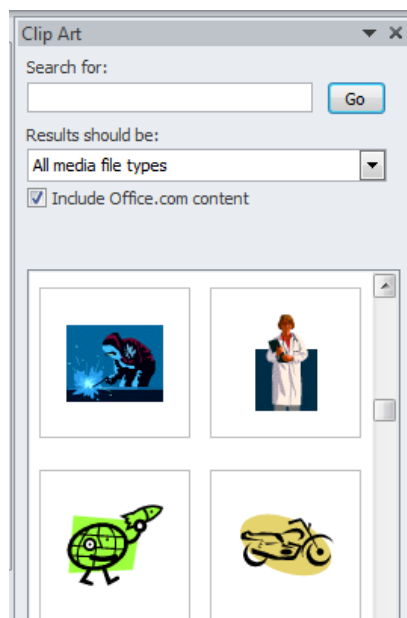 Clip Art
Search for:
Go
Results should be:
All media file types
Include Office.com content